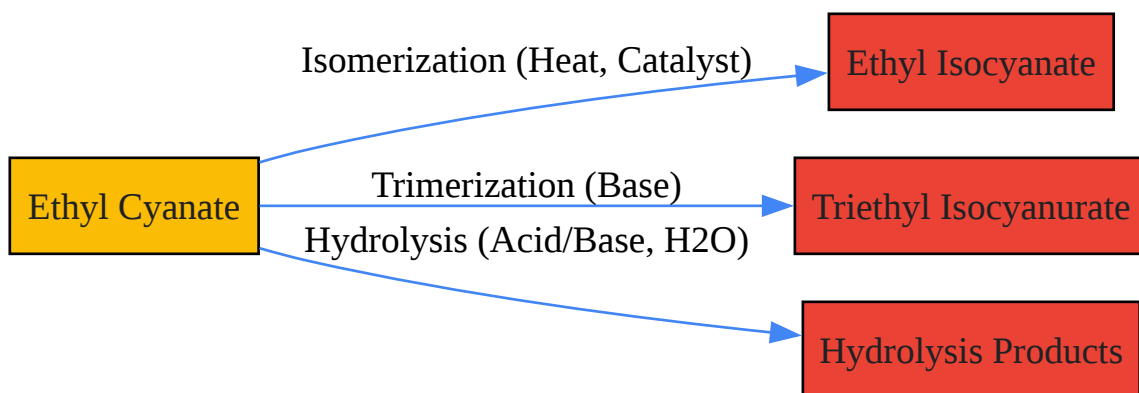 Isomerization (Heat, Catalyst)
Ethyl Isocyanate
Ethyl Cyanate
Trimerization (Base)
Triethyl Isocyanurate
Hydrolysis (Acid/Base, H2O)
Hydrolysis Products